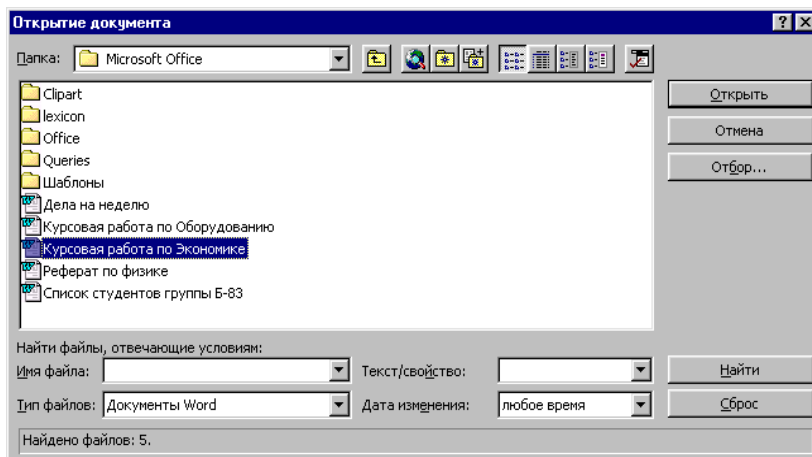 Открытие документа
Папка: Microsoft Office
Clipart
lexicon
Office
Queries
Шаблоны
Дела на неделю
Курсовая работа по Оборудованию
Курсовая работа по Экономике
Реферат по физике
Список студентов группы Б-83
Открыть
Отмена
Отбор...
Найти файлы, отвечающие условиям:
Имя файла: Текст/свойство: Найти
Тип файлов: Документы Word Дата изменения: любое время Сброс
Найдено файлов: 5.